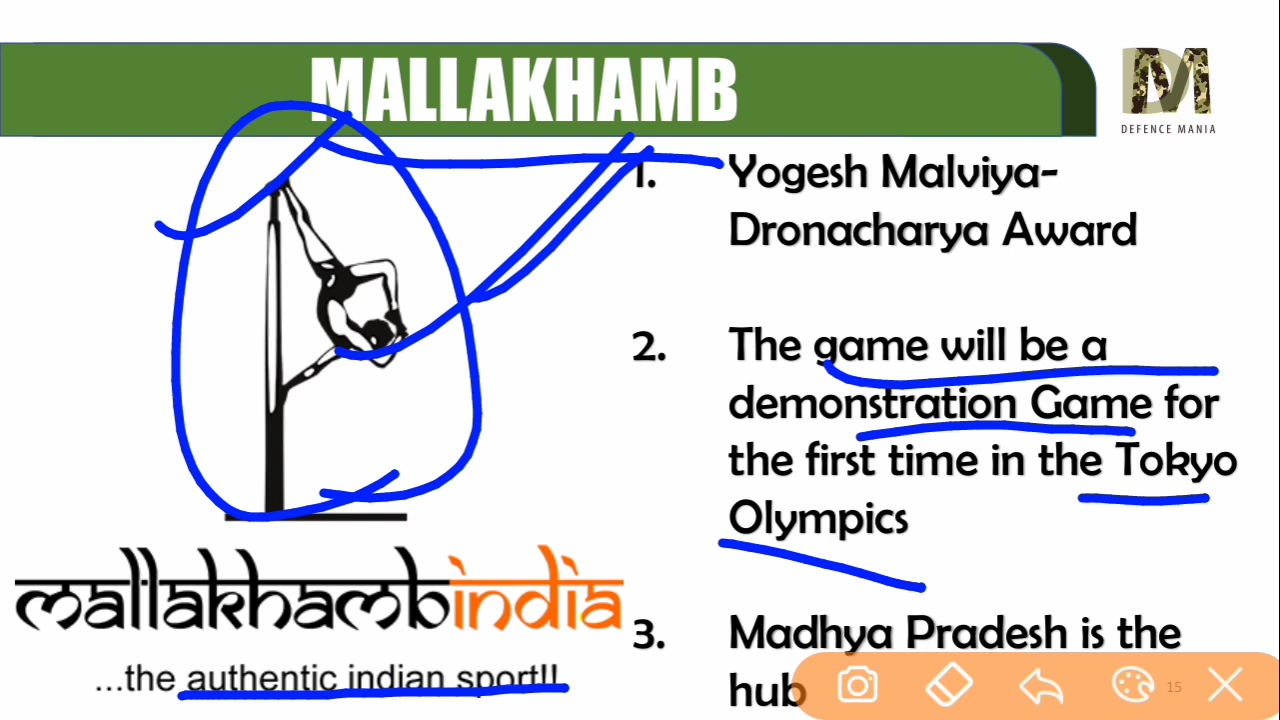 MALLAKHAMB
DM
DEFENCE MANIA
1. Yogesh Malviya-
Dronacharya Award
2. The game will be a
demonstration Game for
the first time in the Tokyo
Olympics
3. Madhya Pradesh is the
hub
mallakhambindia
...the authentic indian sport!!
15